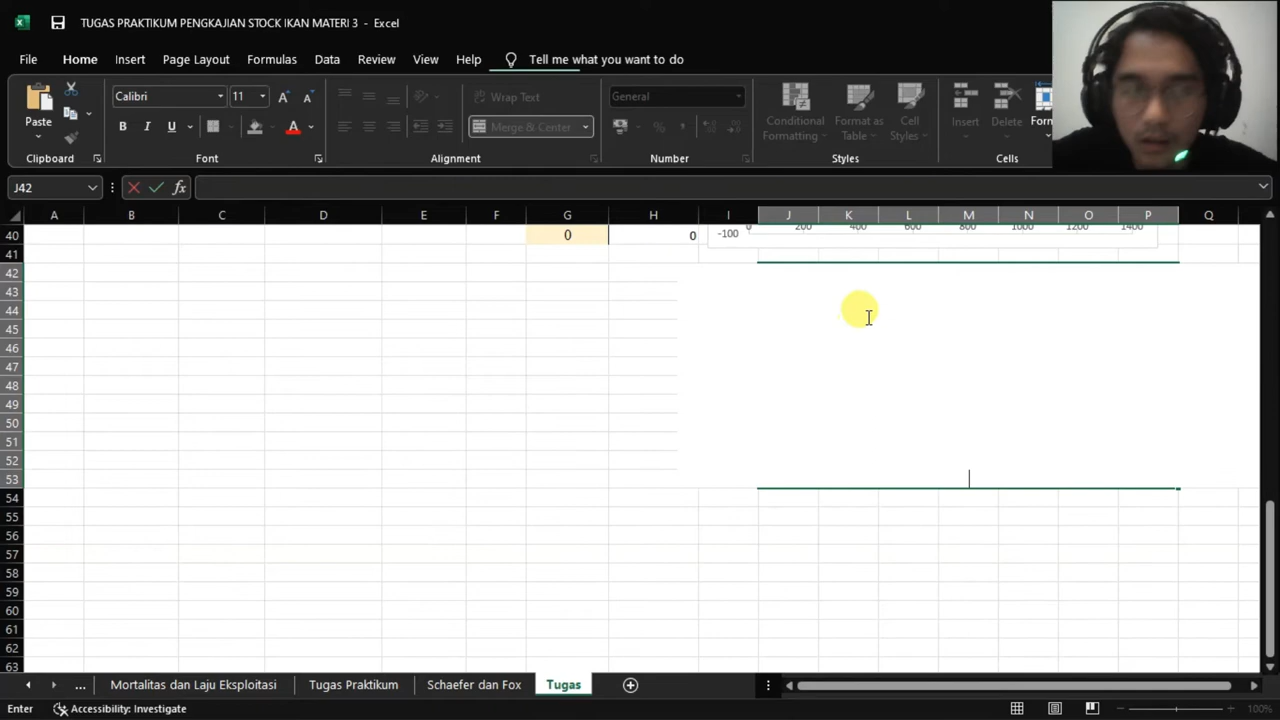 TUGAS PRAKTIKUM PENGKAJIAN STOCK IKAN MATERI 3 - Excel
File Home Insert Page Layout Formulas Data Review View Help Tell me what you want to do
Paste
Clipboard
Calibri 11
B I U A
Font
Wrap Text
Merge & Center
Alignment
General
%
Number
Conditional Formatting
Format as Table
Cell Styles
Styles
Insert
Delete
Cells
J42 fx
A B C D E F G H I J K L M N O P Q
40 0 0 -100 0 200 400 600 800 1000 1200 1400
41
42
43
44
45
46
47
48
49
50
51
52
53
54
55
56
57
58
59
60
61
62
63
... Mortalitas dan Laju Eksploitasi Tugas Praktikum Schaefer dan Fox Tugas
Enter Accessibility: Investigate 100%